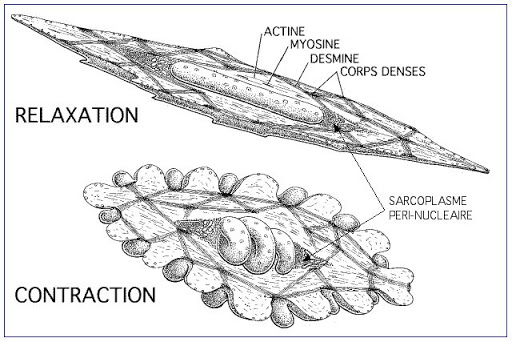 ACTINE
MYOSINE
DESMINE
CORPS DENSES
RELAXATION
SARCOPLASME
PERI-NUCLEAIRE
CONTRACTION